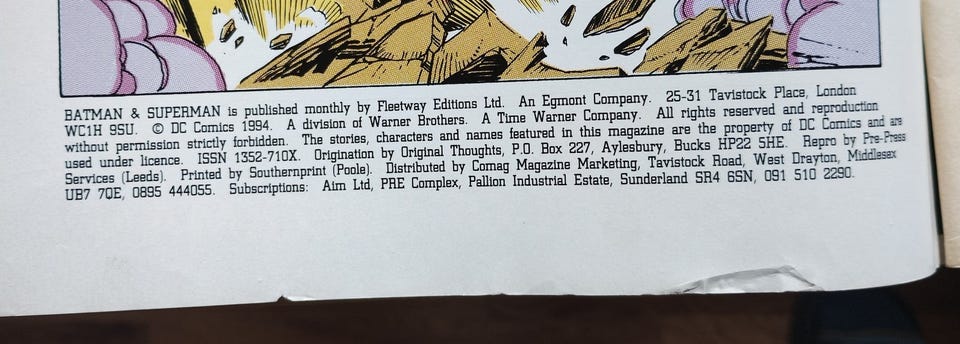 BATMAN & SUPERMAN is published monthly by Fleetway Editions Ltd. An Egmont Company. 25-31 Tavistock Place, London
WC1H 9SU. © DC Comics 1994. A division of Warner Brothers. A Time Warner Company. All rights reserved and reproduction
without permission strictly forbidden. The stories, characters and names featured in this magazine are the property of DC Comics and are
used under licence. ISSN 1352-710X. Origination by Original Thoughts, P.O. Box 227, Aylesbury, Bucks HP22 5HE. Repro by Pre-Press
Services (Leeds). Printed by Southernprint (Poole). Distributed by Comag Magazine Marketing, Tavistock Road, West Drayton, Middlesex
UB7 7QE, 0895 444055. Subscriptions: Aim Ltd, PRE Complex, Pallion Industrial Estate, Sunderland SR4 6SN, 091 510 2290.